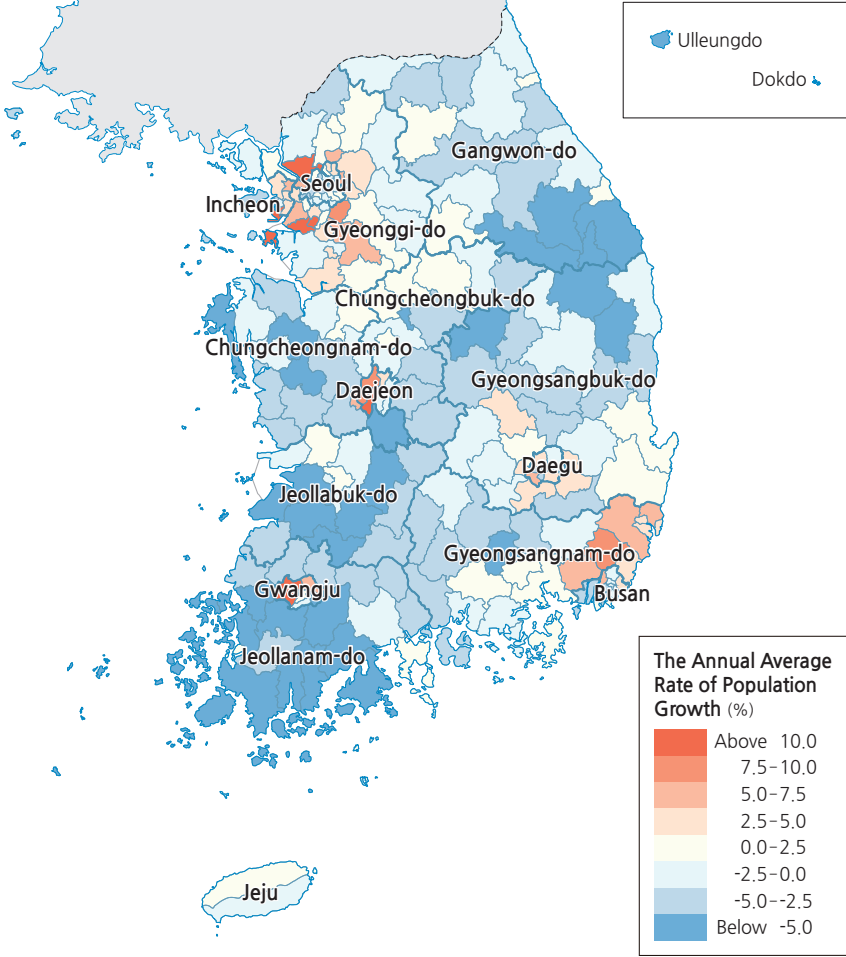 Ulleungdo
Dokdo
Gangwon-do
Seoul
Incheon
Gyeonggi-do
Chungcheongbuk-do
Chungcheongnam-do
Gyeongsangbuk-do
Daejeon
Daegu
Jeollabuk-do
Gyeongsangnam-do
Gwangju
Busan
Jeollanam-do
Jeju
The Annual Average
Rate of Population
Growth (%)
Above 10.0
7.5-10.0
5.0-7.5
2.5-5.0
0.0-2.5
-2.5-0.0
-5.0--2.5
Below -5.0